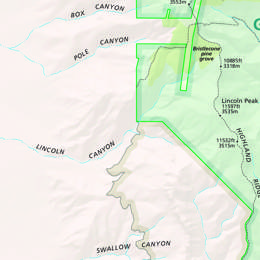 3553m
BOX CANYON
Bristlecone
pine
grove
POLE CANYON
10885ft
3318m
Lincoln Peak
11597ft
3535m
HIGHLAND
RIDGE
11532ft
3515m
LINCOLN CANYON
SWALLOW CANYON